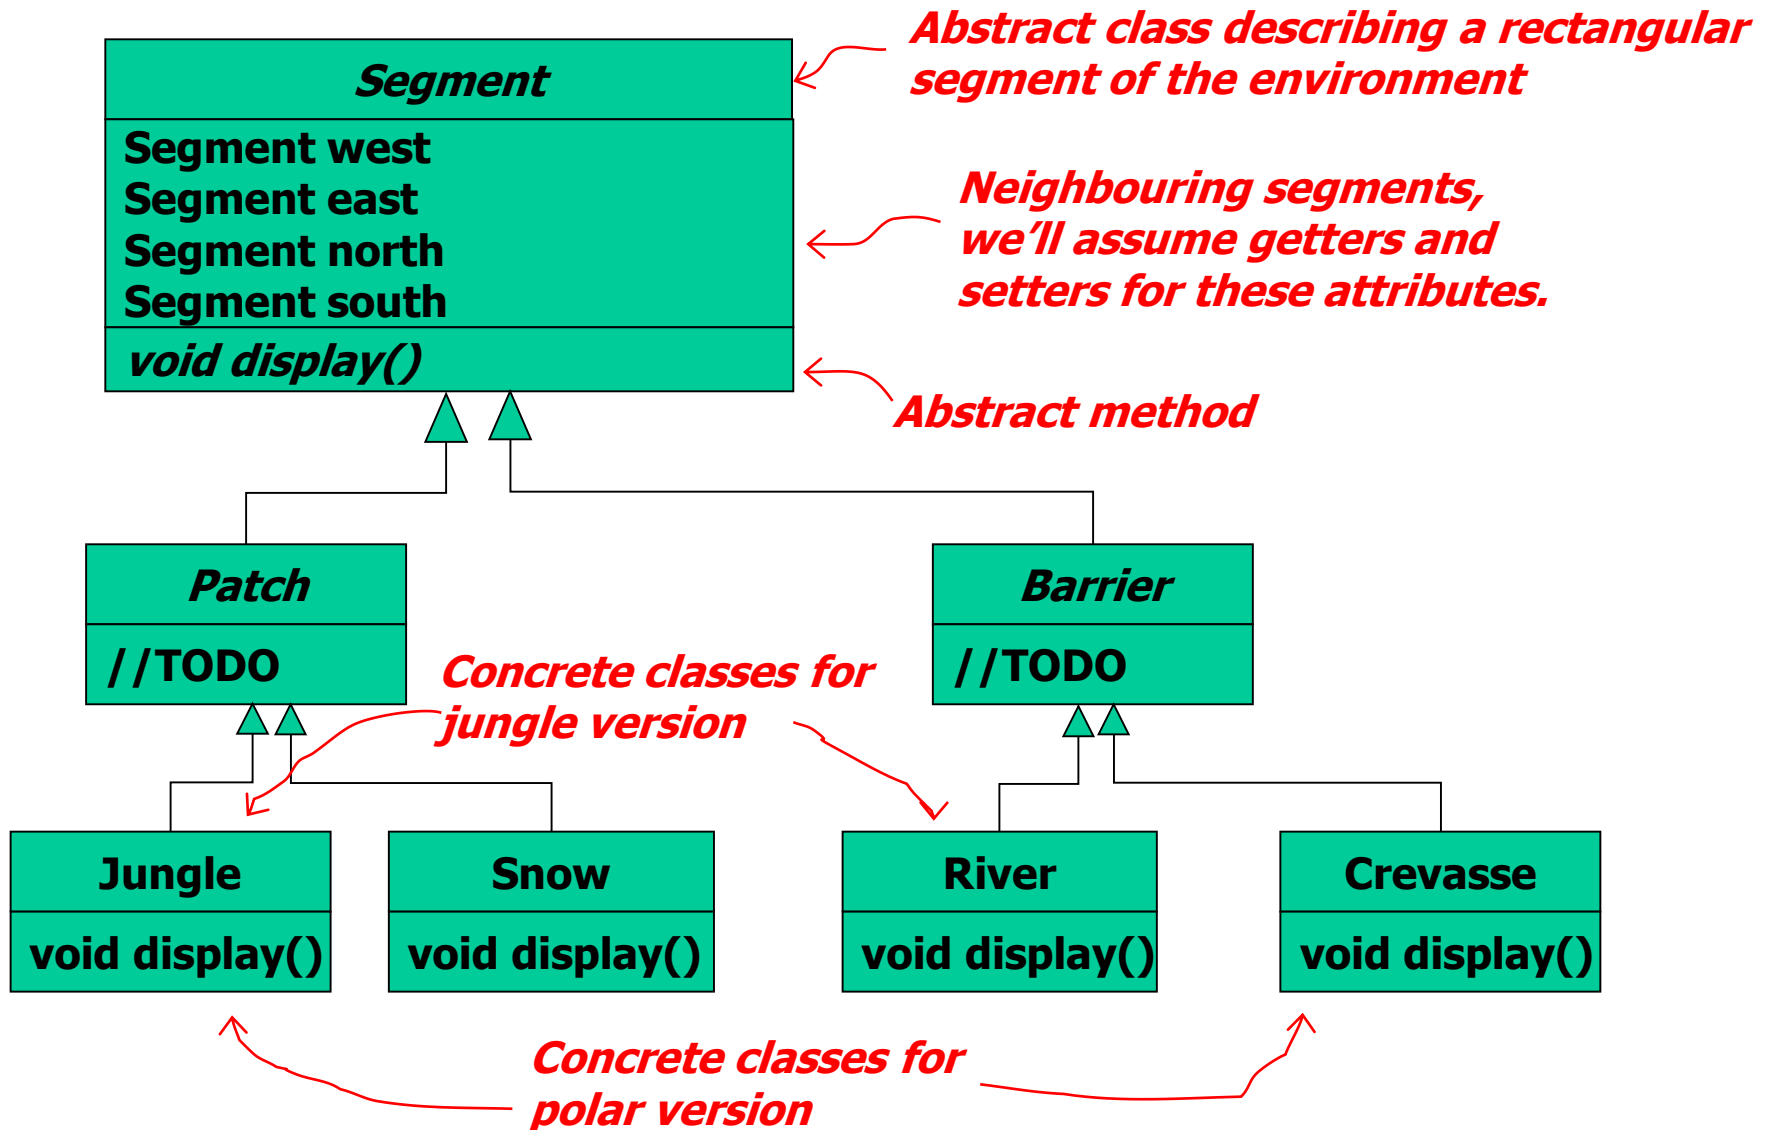 Abstract class describing a rectangular
segment of the environment
Segment
Segment west
Segment east
Segment north
Segment south
Neighbouring segments,
we'll assume getters and
setters for these attributes.
void display()
Abstract method
Patch
//TODO
Barrier
//TODO
Concrete classes for
jungle version
Jungle
void display()
Snow
void display()
River
void display()
Crevasse
void display()
Concrete classes for
polar version